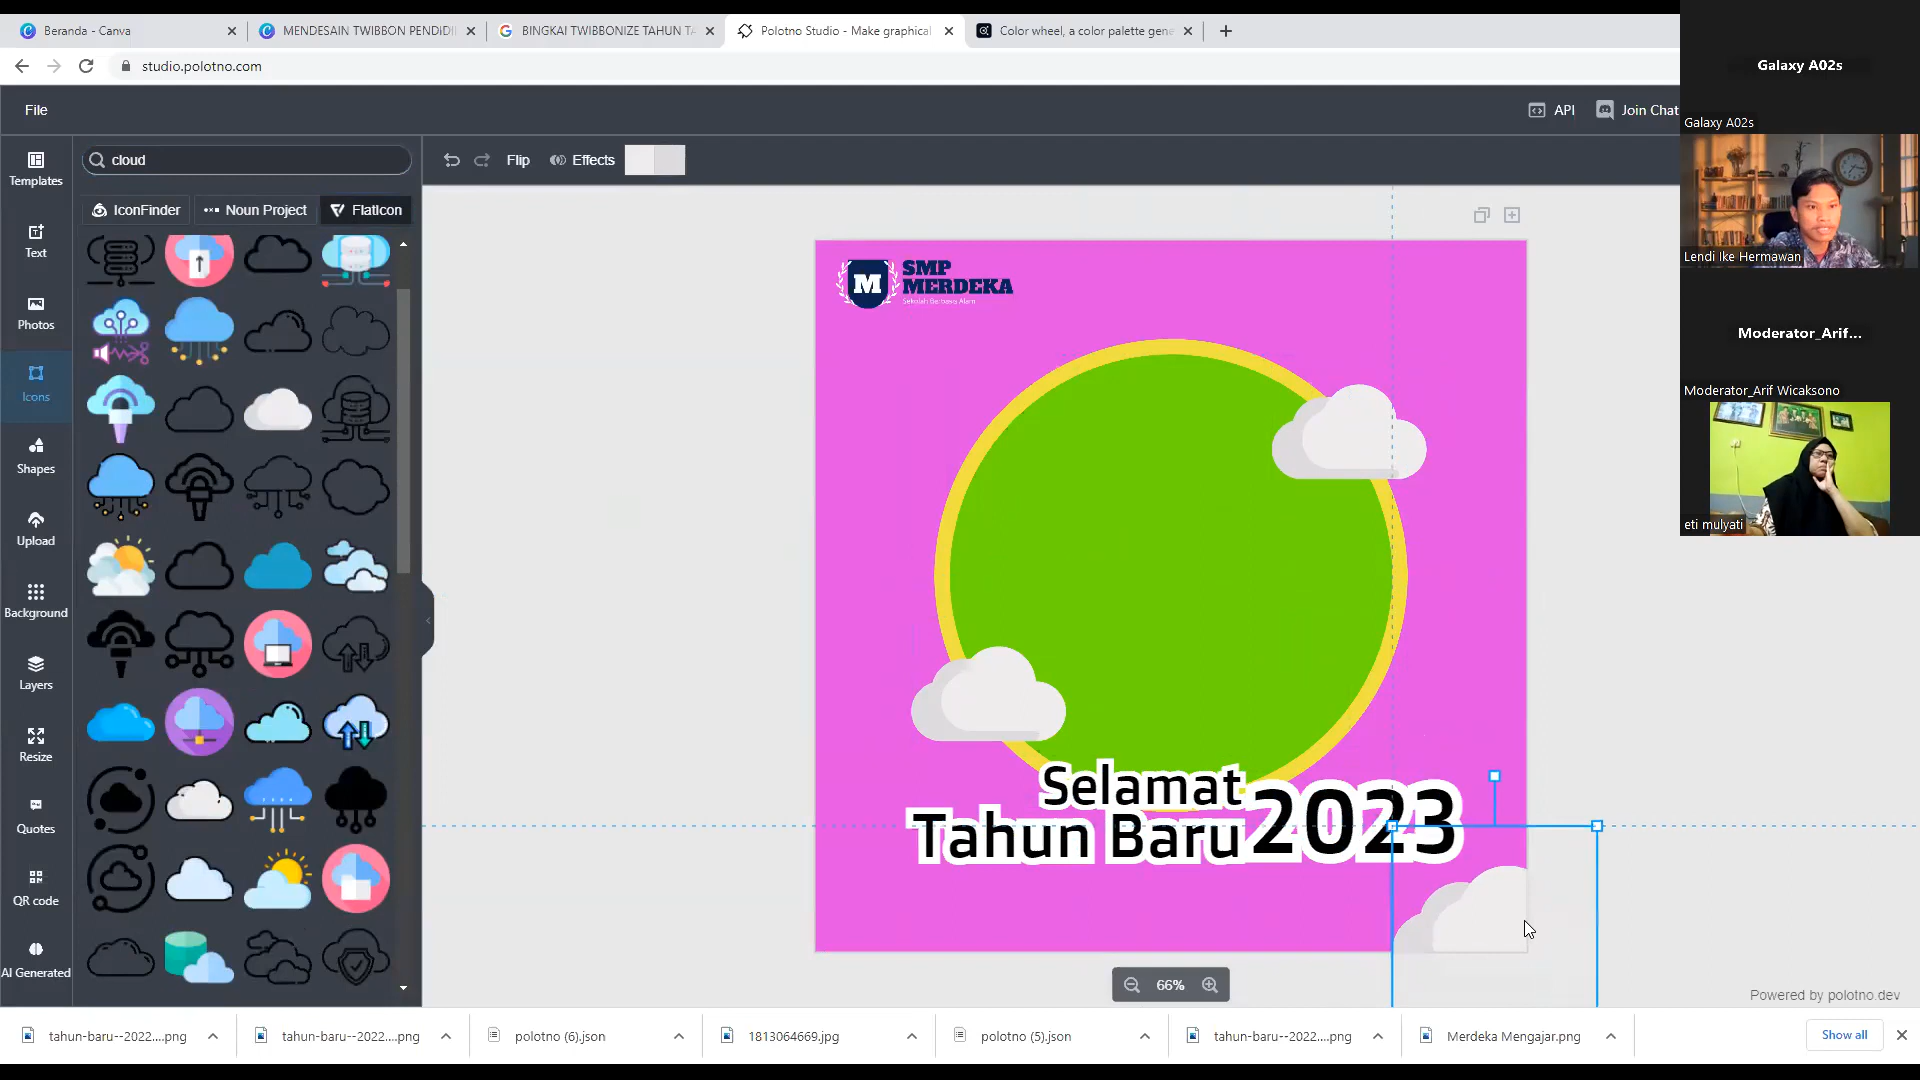 Beranda - Canva
MENDESAIN TWIBBON PENDIDI
BINGKAI TWIBBONIZE TAHUN T
Polotno Studio - Make graphical
Color wheel, a color palette gene
studio.polotno.com
File
API
Join Chat
Templates
Text
Photos
Icons
Shapes
Upload
Background
Layers
Resize
Quotes
QR code
AI Generated
cloud
IconFinder
Noun Project
FlatIcon
Flip
Effects
M
SMP
MERDEKA
Sekolah Berbasis Alam
Selamat
Tahun Baru
2023
66%
Powered by polotno.dev
Galaxy A02s
Galaxy A02s
Lendi Ike Hermawan
Moderator_Arif...
Moderator_Arif Wicaksono
eti mulyati
tahun-baru--2022....png
tahun-baru--2022....png
polotno (6).json
1813064669.jpg
polotno (5).json
tahun-baru--2022....png
Merdeka Mengajar.png
Show all